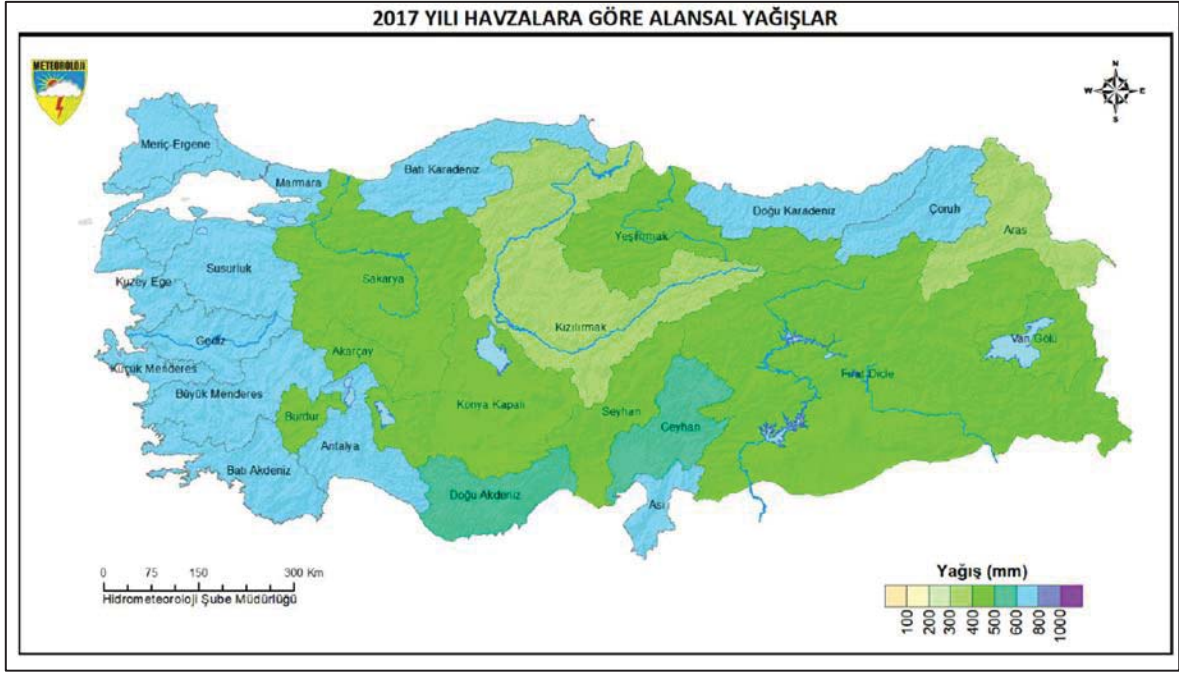 2017 YILI HAVZALARA GÖRE ALANSAL YAĞIŞLAR
METEOROLOJİ
N
W E
S
Meriç-Ergene
Marmara
Batı Karadeniz
Doğu Karadeniz
Çoruh
Aras
Yeşilırmak
Susurluk
Sakarya
Kuzey Ege
Kızılırmak
Gediz
Van Gölü
Akarçay
Küçük Menderes
Fırat Dicle
Büyük Menderes
Konya Kapalı
Seyhan
Burdur
Ceyhan
Antalya
Batı Akdeniz
Doğu Akdeniz
Asi
0 75 150 300 Km
Hidrometeoroloji Şube Müdürlüğü
Yağış (mm)
100 200 300 400 500 600 800 1000